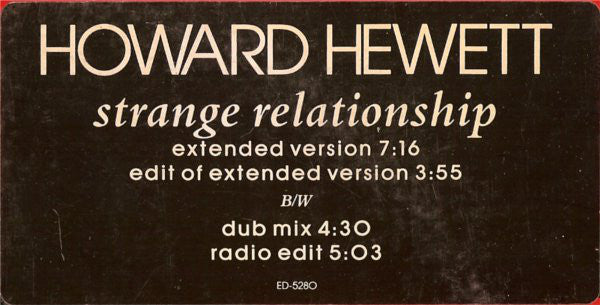 HOWARD HEWETT
strange relationship
extended version 7:16
edit of extended version 3:55
B/W
dub mix 4:30
radio edit 5:03
ED-5280